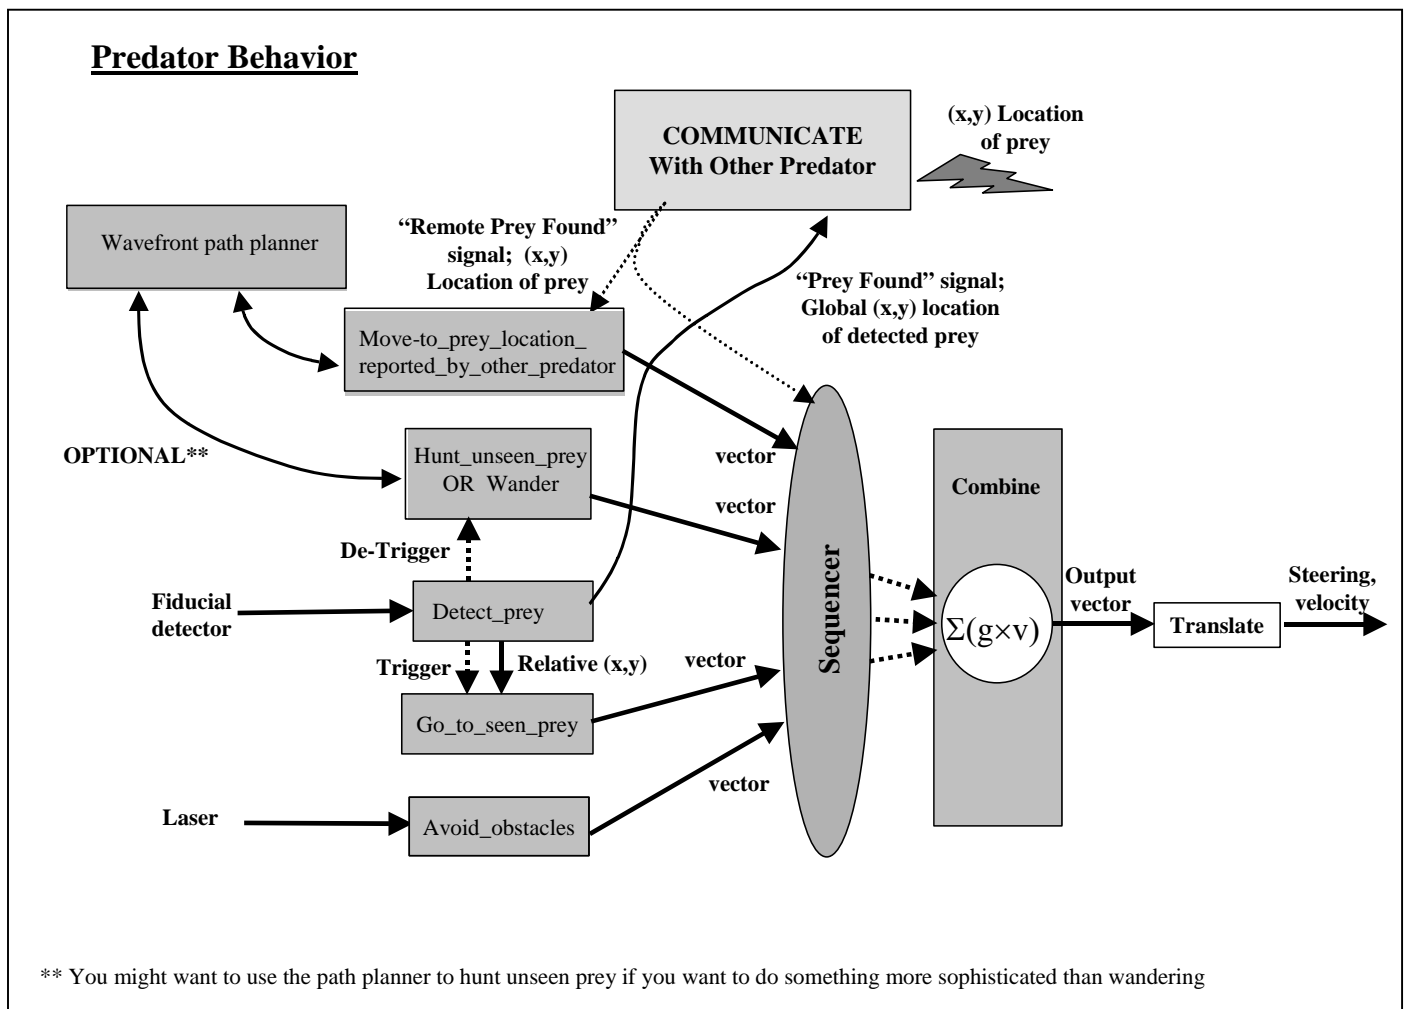 Predator Behavior
COMMUNICATE
With Other Predator
(x,y) Location
of prey
Wavefront path planner
“Remote Prey Found”
signal; (x,y)
Location of prey
“Prey Found” signal;
Global (x,y) location
of detected prey
Move-to_prey_location_
reported_by_other_predator
OPTIONAL**
Hunt_unseen_prey
OR Wander
vector
vector
Combine
De-Trigger
Fiducial
detector
Detect_prey
Sequencer
Σ(g×v)
Output
vector
Translate
Steering,
velocity
Trigger
Relative (x,y)
vector
Go_to_seen_prey
vector
Laser
Avoid_obstacles
** You might want to use the path planner to hunt unseen prey if you want to do something more sophisticated than wandering